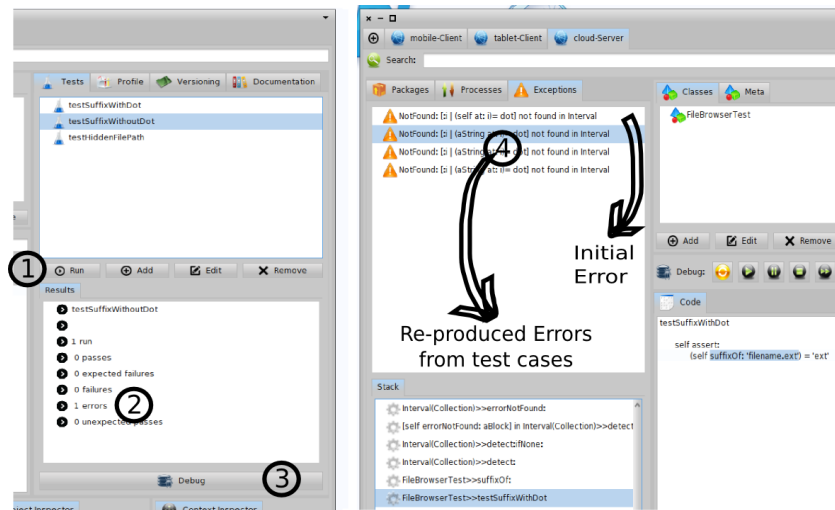 Tests Profile Versioning Documentation
testSuffixWithDot
testSuffixWithoutDot
testHiddenFilePath
1 Run Add Edit Remove
Results
testSuffixWithoutDot
1 run
0 passes
0 expected failures
0 failures
1 errors 2
0 unexpected passes
Debug 3
Context Inspector
mobile-Client tablet-Client cloud-Server
Search:
Packages Processes Exceptions
NotFound: [:i | (self at: i)= dot] not found in Interval
NotFound: [:i | (aString at: i)= dot] not found in Interval
NotFound: [:i | (aString at: i)= dot] not found in Interval
NotFound: [:i | (aString at: i)= dot] not found in Interval
4
Initial
Error
Re-produced Errors
from test cases
Stack
Interval(Collection)>>errorNotFound:
[self errorNotFound: aBlock] in Interval(Collection)>>detect
Interval(Collection)>>detect:ifNone:
Interval(Collection)>>detect:
FileBrowserTest>>suffixOf:
FileBrowserTest>>testSuffixWithDot
Classes Meta
FileBrowserTest
Add Edit Remove
Debug:
Code
testSuffixWithDot
self assert:
(self suffixOf: 'filename.ext') = 'ext'